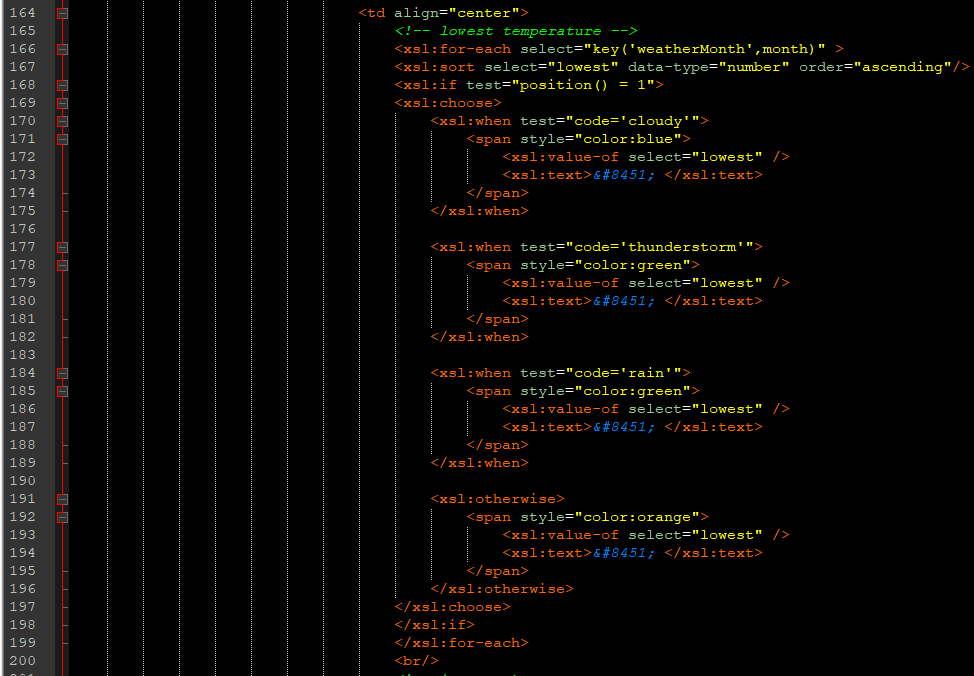 164 <td align="center">
165 <!-- lowest temperature -->
166 <xsl:for-each select="key('weatherMonth',month)" >
167 <xsl:sort select="lowest" data-type="number" order="ascending"/>
168 <xsl:if test="position() = 1">
169 <xsl:choose>
170 <xsl:when test="code='cloudy'">
171 <span style="color:blue">
172 <xsl:value-of select="lowest" />
173 <xsl:text>&#8451; </xsl:text>
174 </span>
175 </xsl:when>
176
177 <xsl:when test="code='thunderstorm'">
178 <span style="color:green">
179 <xsl:value-of select="lowest" />
180 <xsl:text>&#8451; </xsl:text>
181 </span>
182 </xsl:when>
183
184 <xsl:when test="code='rain'">
185 <span style="color:green">
186 <xsl:value-of select="lowest" />
187 <xsl:text>&#8451; </xsl:text>
188 </span>
189 </xsl:when>
190
191 <xsl:otherwise>
192 <span style="color:orange">
193 <xsl:value-of select="lowest" />
194 <xsl:text>&#8451; </xsl:text>
195 </span>
196 </xsl:otherwise>
197 </xsl:choose>
198 </xsl:if>
199 </xsl:for-each>
200 <br/>